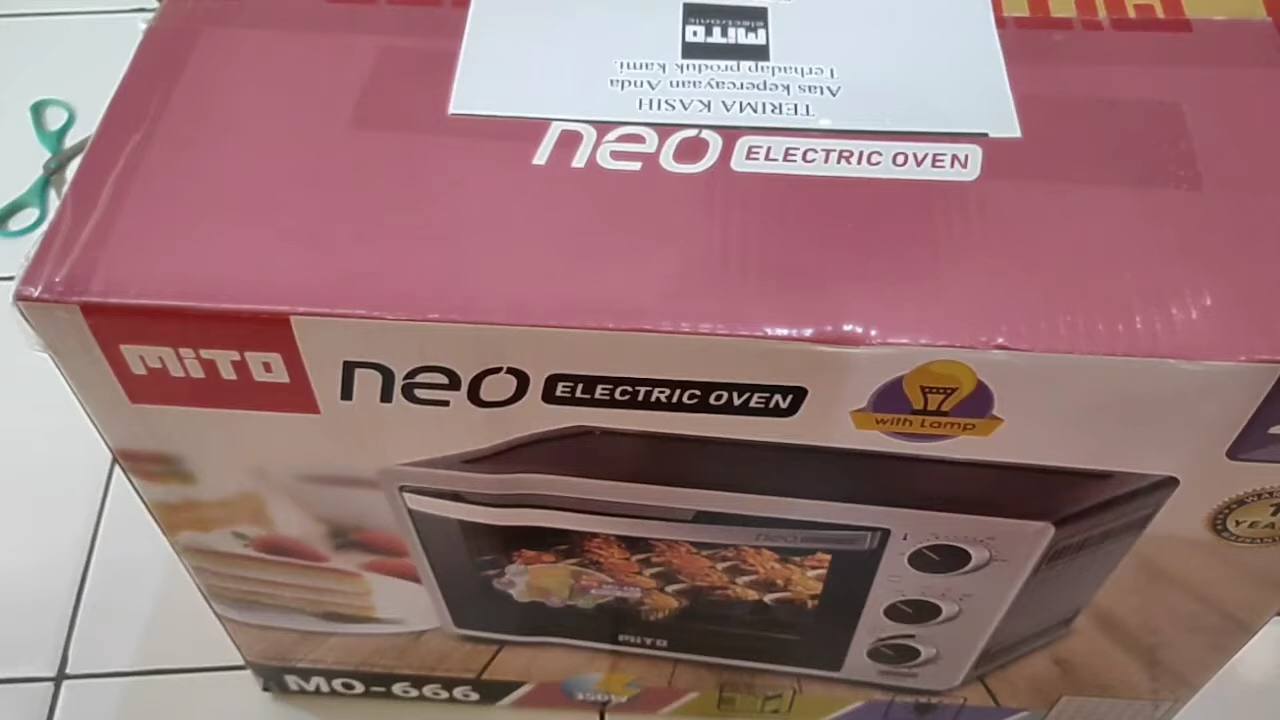 TERIMA KASIH
Atas kepercayaan Anda
Terhadap produk kami.
MiTO
electronic
neo ELECTRIC OVEN
MiTO neo ELECTRIC OVEN
with Lamp
neo
MiTO
YEA
MO-666